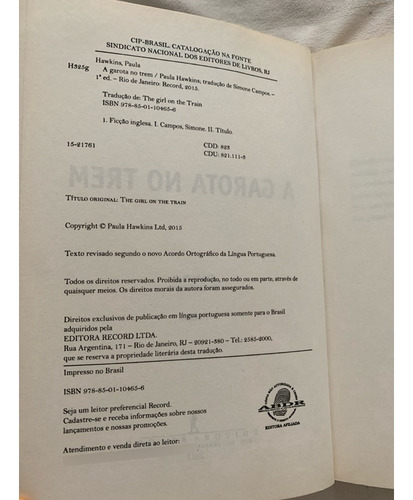 CIP-BRASIL. CATALOGAÇÃO NA FONTE
SINDICATO NACIONAL DOS EDITORES DE LIVROS, RJ
Hawkins, Paula
H325g A garota no trem / Paula Hawkins; tradução de Simone Campos. –
1ª ed. – Rio de Janeiro: Record, 2015.
Tradução de: The girl on the Train
ISBN 978-85-01-10465-6
1. Ficção inglesa. I. Campos, Simone. II. Título.
15-21761 CDD: 823
CDU: 821.111-3
A GAROTA NO TREM
TÍTULO ORIGINAL: THE GIRL ON THE TRAIN
Copyright © Paula Hawkins Ltd, 2015
Texto revisado segundo o novo Acordo Ortográfico da Língua Portuguesa.
Todos os direitos reservados. Proibida a reprodução, no todo ou em parte, através de
quaisquer meios. Os direitos morais da autora foram assegurados.
Direitos exclusivos de publicação em língua portuguesa somente para o Brasil
adquiridos pela
EDITORA RECORD LTDA.
Rua Argentina, 171 – Rio de Janeiro, RJ – 20921-380 – Tel.: 2585-2000,
que se reserva a propriedade literária desta tradução.
Impresso no Brasil
ISBN 978-85-01-10465-6
Seja um leitor preferencial Record.
Cadastre-se e receba informações sobre nossos
lançamentos e nossas promoções.
Atendimento e venda direta ao leitor:
ABDR
EDITORA AFILIADA